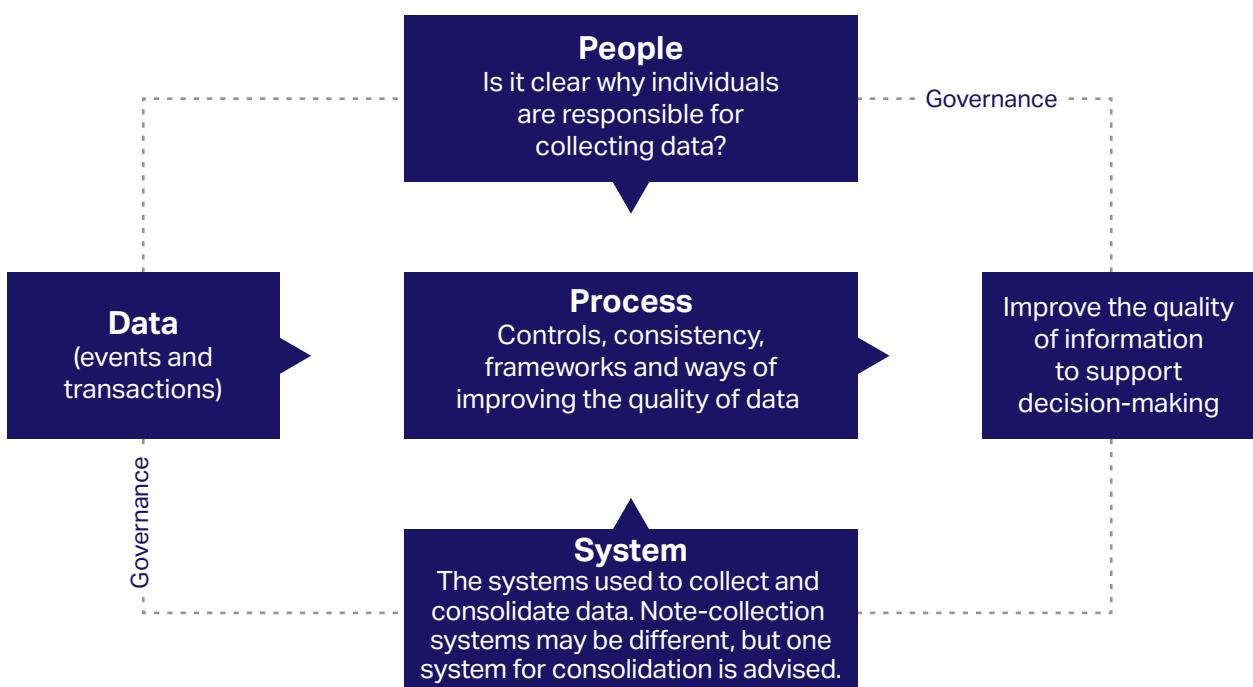 People
Is it clear why individuals
are responsible for
collecting data?
Governance
Data
(events and
transactions)
Process
Controls, consistency,
frameworks and ways of
improving the quality of data
Improve the quality
of information
to support
decision-making
Governance
System
The systems used to collect and
consolidate data. Note-collection
systems may be different, but one
system for consolidation is advised.